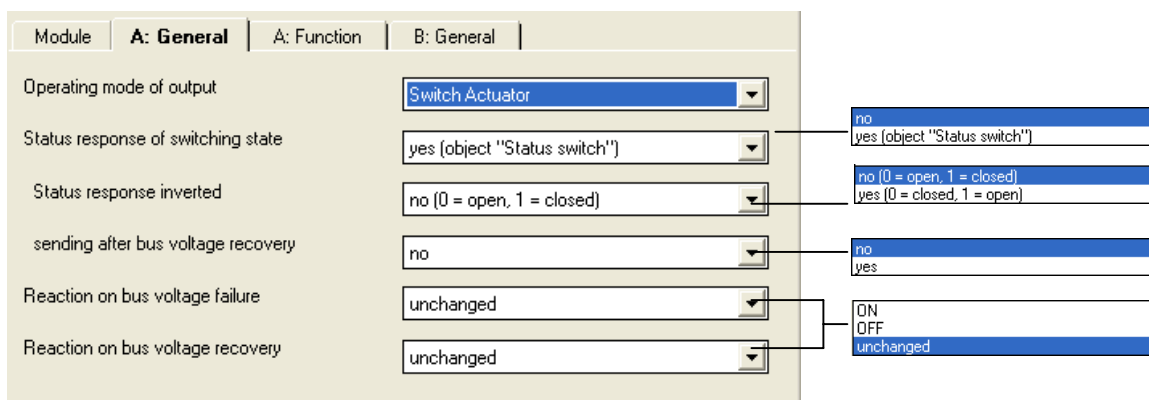 Module A: General A: Function B: General
Operating mode of output Switch Actuator
Status response of switching state yes (object "Status switch")
no
yes (object "Status switch")
Status response inverted no (0 = open, 1 = closed)
no (0 = open, 1 = closed)
yes (0 = closed, 1 = open)
sending after bus voltage recovery no
no
yes
Reaction on bus voltage failure unchanged
ON
OFF
unchanged
Reaction on bus voltage recovery unchanged